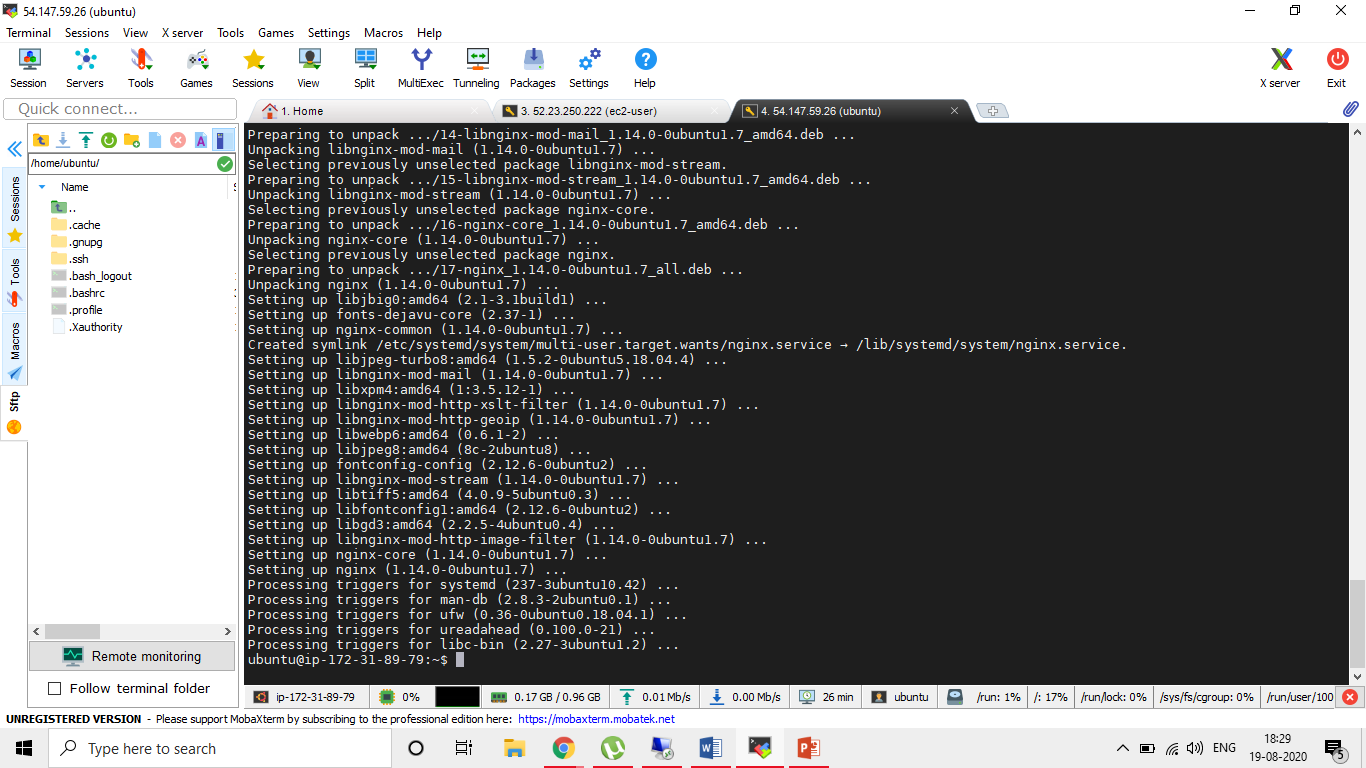 54.147.59.26 (ubuntu)
Terminal Sessions View X server Tools Games Settings Macros Help
Session Servers Tools Games Sessions View Split MultiExec Tunneling Packages Settings Help X server Exit
Quick connect...
1. Home
3. 52.23.250.222 (ec2-user)
4. 54.147.59.26 (ubuntu)
/home/ubuntu/
Name
..
.cache
.gnupg
.ssh
.bash_logout
.bashrc
.profile
.Xauthority
Sessions
Tools
Macros
Sftp
Remote monitoring
Follow terminal folder
Preparing to unpack .../14-libnginx-mod-mail_1.14.0-0ubuntu1.7_amd64.deb ...
Unpacking libnginx-mod-mail (1.14.0-0ubuntu1.7) ...
Selecting previously unselected package libnginx-mod-stream.
Preparing to unpack .../15-libnginx-mod-stream_1.14.0-0ubuntu1.7_amd64.deb ...
Unpacking libnginx-mod-stream (1.14.0-0ubuntu1.7) ...
Selecting previously unselected package nginx-core.
Preparing to unpack .../16-nginx-core_1.14.0-0ubuntu1.7_amd64.deb ...
Unpacking nginx-core (1.14.0-0ubuntu1.7) ...
Selecting previously unselected package nginx.
Preparing to unpack .../17-nginx_1.14.0-0ubuntu1.7_all.deb ...
Unpacking nginx (1.14.0-0ubuntu1.7) ...
Setting up libjbig0:amd64 (2.1-3.1build1) ...
Setting up fonts-dejavu-core (2.37-1) ...
Setting up nginx-common (1.14.0-0ubuntu1.7) ...
Created symlink /etc/systemd/system/multi-user.target.wants/nginx.service → /lib/systemd/system/nginx.service.
Setting up libjpeg-turbo8:amd64 (1.5.2-0ubuntu5.18.04.4) ...
Setting up libnginx-mod-mail (1.14.0-0ubuntu1.7) ...
Setting up libxpm4:amd64 (1:3.5.12-1) ...
Setting up libnginx-mod-http-xslt-filter (1.14.0-0ubuntu1.7) ...
Setting up libnginx-mod-http-geoip (1.14.0-0ubuntu1.7) ...
Setting up libwebp6:amd64 (0.6.1-2) ...
Setting up libjpeg8:amd64 (8c-2ubuntu8) ...
Setting up fontconfig-config (2.12.6-0ubuntu2) ...
Setting up libnginx-mod-stream (1.14.0-0ubuntu1.7) ...
Setting up libtiff5:amd64 (4.0.9-5ubuntu0.3) ...
Setting up libfontconfig1:amd64 (2.12.6-0ubuntu2) ...
Setting up libgd3:amd64 (2.2.5-4ubuntu0.4) ...
Setting up libnginx-mod-http-image-filter (1.14.0-0ubuntu1.7) ...
Setting up nginx-core (1.14.0-0ubuntu1.7) ...
Setting up nginx (1.14.0-0ubuntu1.7) ...
Processing triggers for systemd (237-3ubuntu10.42) ...
Processing triggers for man-db (2.8.3-2ubuntu0.1) ...
Processing triggers for ufw (0.36-0ubuntu0.18.04.1) ...
Processing triggers for ureadahead (0.100.0-21) ...
Processing triggers for libc-bin (2.27-3ubuntu1.2) ...
ubuntu@ip-172-31-89-79:~$
ip-172-31-89-79 0% 0.17 GB / 0.96 GB 0.01 Mb/s 0.00 Mb/s 26 min ubuntu /run: 1% /: 17% /run/lock: 0% /sys/fs/cgroup: 0% /run/user/100
UNREGISTERED VERSION - Please support MobaXterm by subscribing to the professional edition here: https://mobaxterm.mobatek.net
Type here to search
ENG
18:29
19-08-2020
5